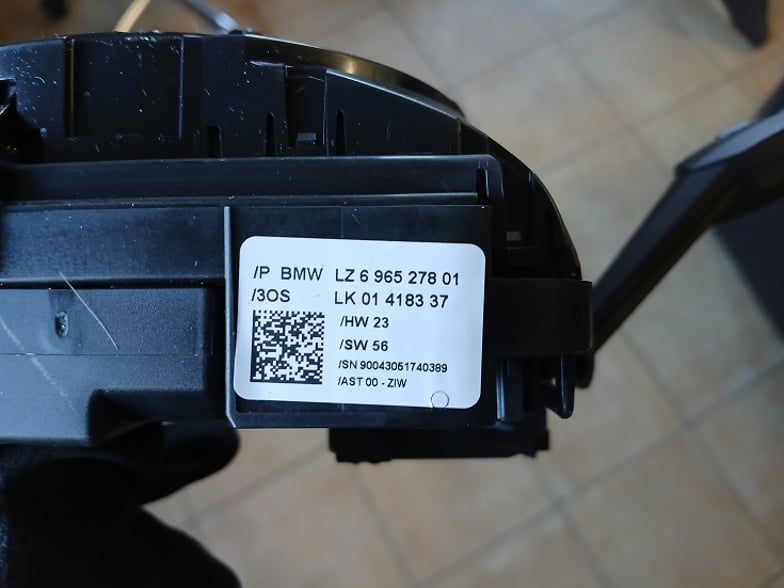 /P BMW LZ 6 965 278 01
/3OS LK 01 4183 37
/HW 23
/SW 56
/SN 90043051740389
/AST 00 - ZIW